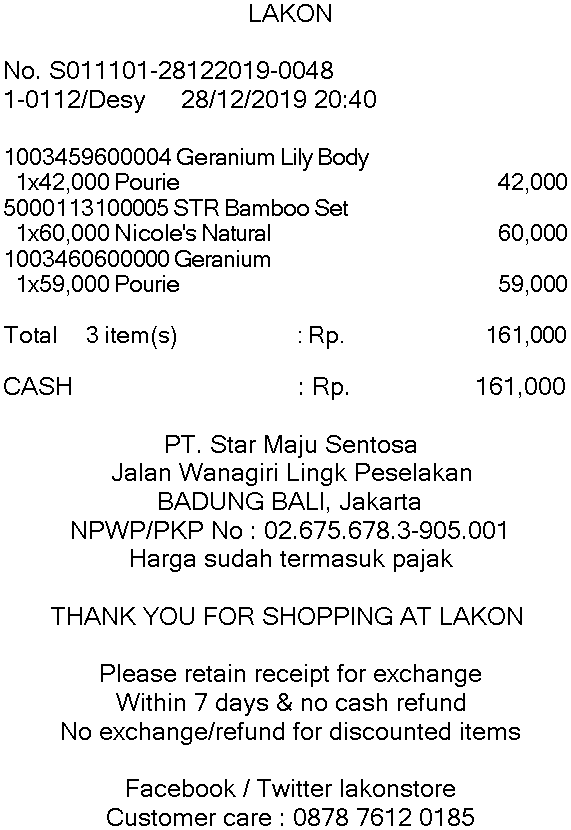 LAKON
No. S011101-28122019-0048
1-0112/Desy 28/12/2019 20:40
1003459600004 Geranium Lily Body
1x42,000 Pourie 42,000
5000113100005 STR Bamboo Set
1x60,000 Nicole's Natural 60,000
1003460600000 Geranium
1x59,000 Pourie 59,000
Total 3 item(s) : Rp. 161,000
CASH : Rp. 161,000
PT. Star Maju Sentosa
Jalan Wanagiri Lingk Peselakan
BADUNG BALI, Jakarta
NPWP/PKP No : 02.675.678.3-905.001
Harga sudah termasuk pajak
THANK YOU FOR SHOPPING AT LAKON
Please retain receipt for exchange
Within 7 days & no cash refund
No exchange/refund for discounted items
Facebook / Twitter lakonstore
Customer care : 0878 7612 0185